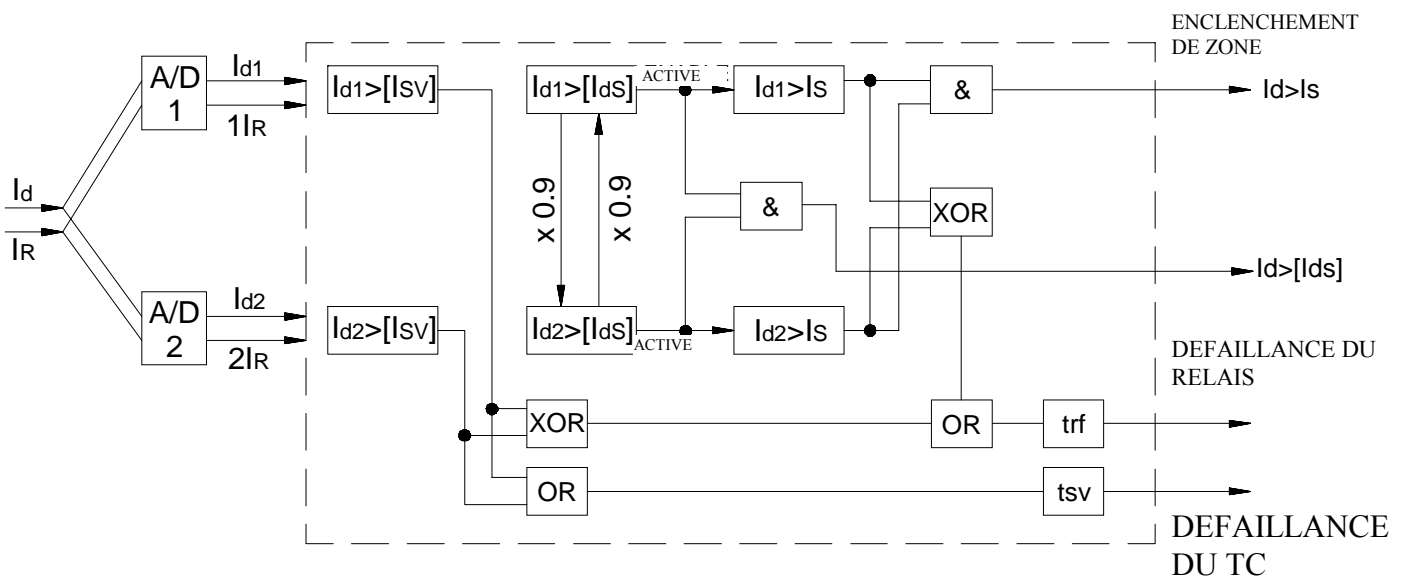 ENCLENCHEMENT
DE ZONE
A/D
1
Id1
1IR
Id1>[ISV]
Id1>[IdS]
ACTIVE
Id1>IS
&
Id>Is
Id
IR
x 0.9
x 0.9
&
XOR
Id>[Ids]
A/D
2
Id2
2IR
Id2>[ISV]
Id2>[IdS]
ACTIVE
Id2>IS
DEFAILLANCE DU
RELAIS
XOR
OR
trf
OR
tsv
DEFAILLANCE
DU TC